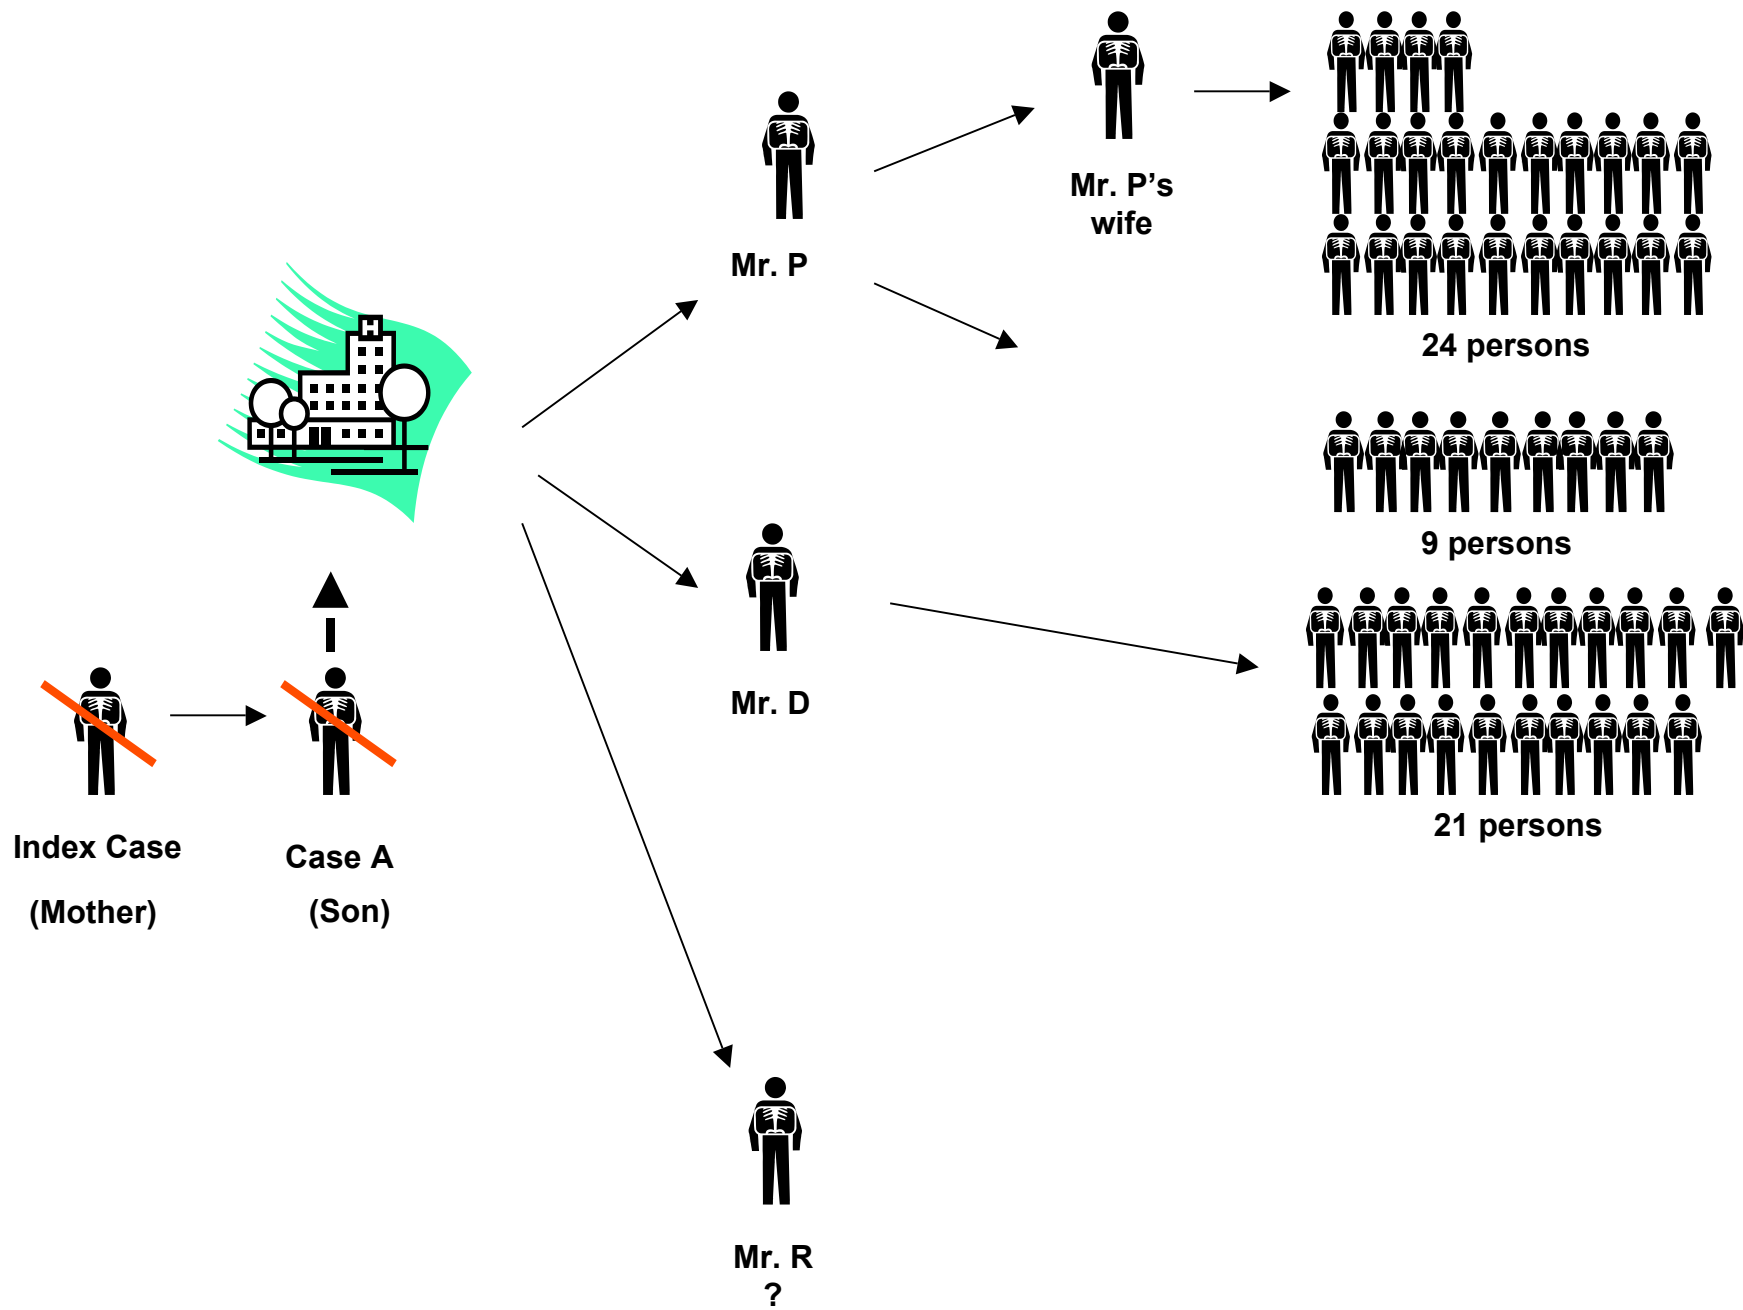 Mr. P's
wife
Mr. P
H
24 persons
9 persons
Mr. D
21 persons
Index Case
(Mother)
Case A
(Son)
Mr. R
?